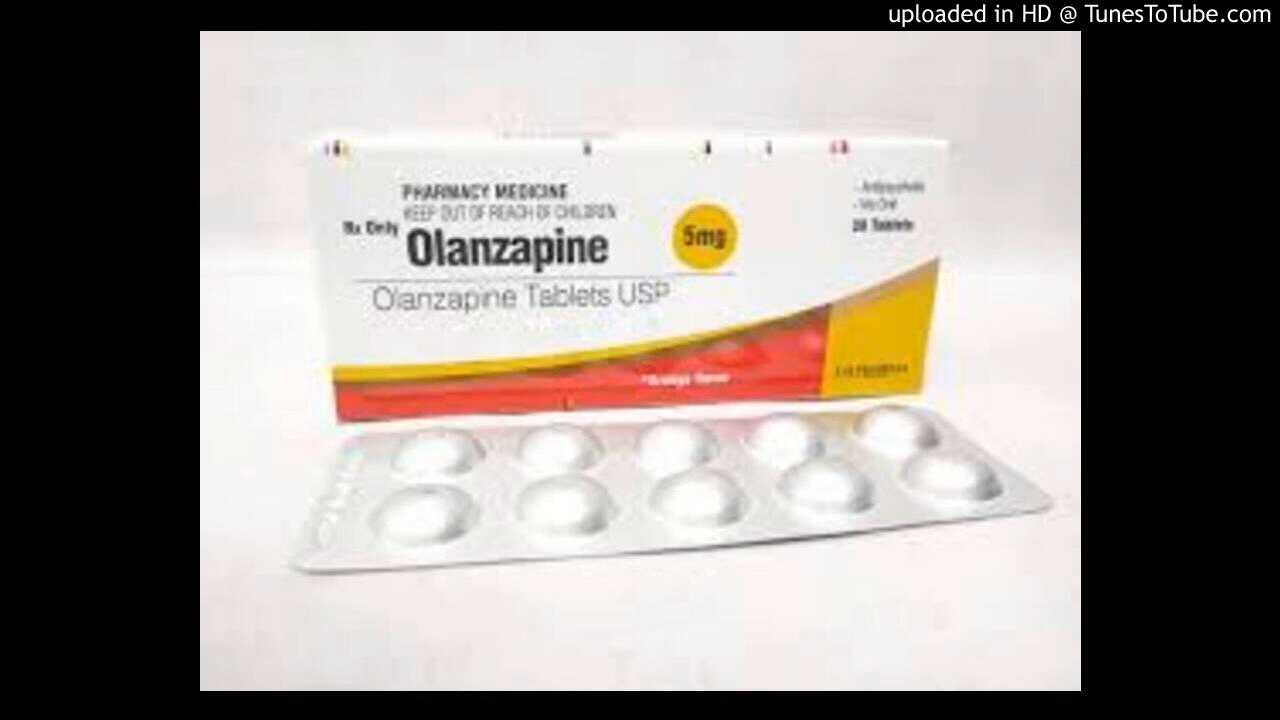 uploaded in HD @ TunesToTube.com
PHARMACY MEDICINE
KEEP OUT OF REACH OF CHILDREN
Rx Only
Olanzapine
5mg
Olanzapine Tablets USP
Tablets